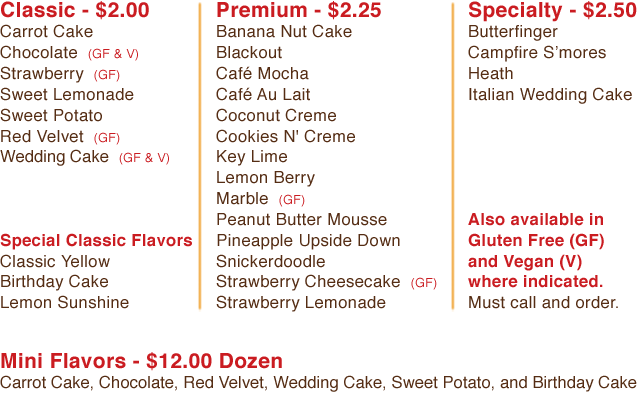 Classic - $2.00
Carrot Cake
Chocolate (GF & V)
Strawberry (GF)
Sweet Lemonade
Sweet Potato
Red Velvet (GF)
Wedding Cake (GF & V)
Special Classic Flavors
Classic Yellow
Birthday Cake
Lemon Sunshine
Premium - $2.25
Banana Nut Cake
Blackout
Café Mocha
Café Au Lait
Coconut Creme
Cookies N' Creme
Key Lime
Lemon Berry
Marble (GF)
Peanut Butter Mousse
Pineapple Upside Down
Snickerdoodle
Strawberry Cheesecake (GF)
Strawberry Lemonade
Specialty - $2.50
Butterfinger
Campfire S’mores
Heath
Italian Wedding Cake
Also available in
Gluten Free (GF)
and Vegan (V)
where indicated.
Must call and order.
Mini Flavors - $12.00 Dozen
Carrot Cake, Chocolate, Red Velvet, Wedding Cake, Sweet Potato, and Birthday Cake